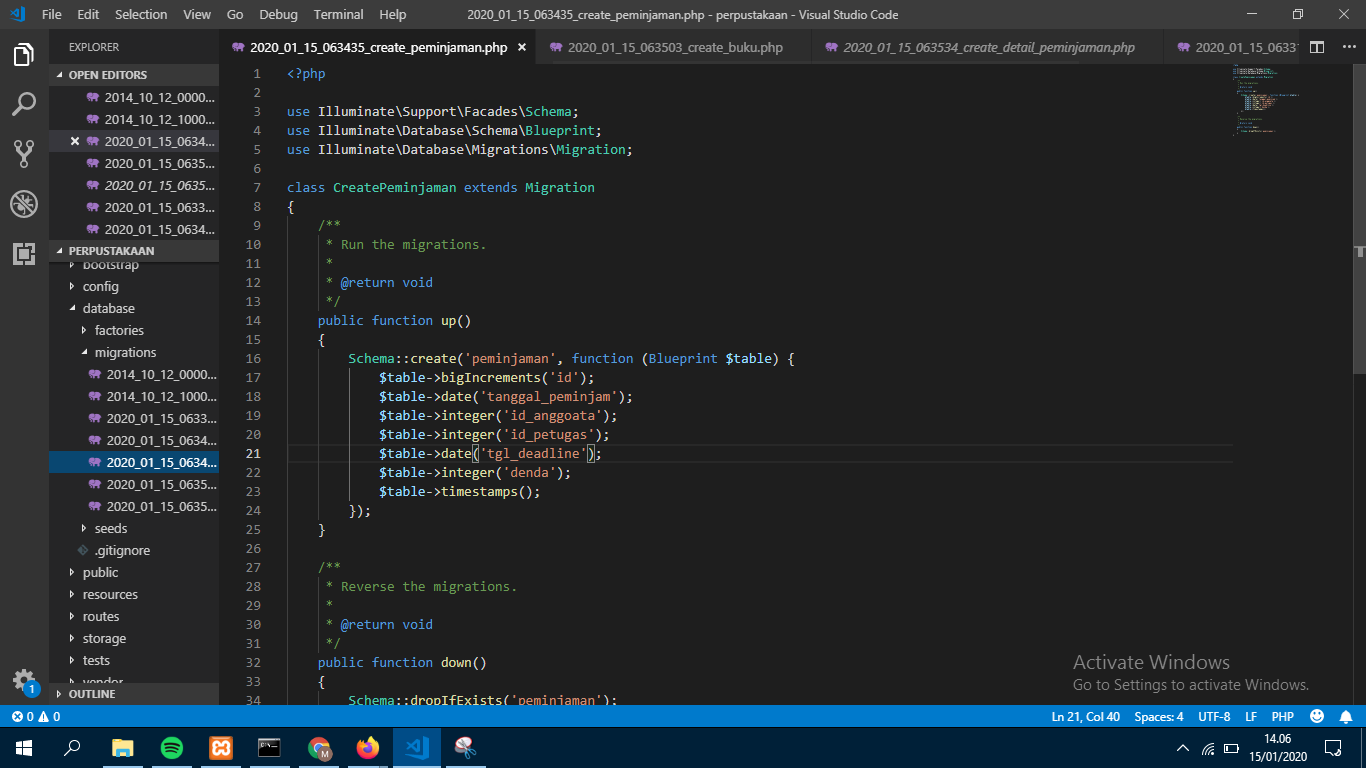 File Edit Selection View Go Debug Terminal Help
2020_01_15_063435_create_peminjaman.php - perpustakaan - Visual Studio Code
EXPLORER
2020_01_15_063435_create_peminjaman.php
2020_01_15_063503_create_buku.php
2020_01_15_063534_create_detail_peminjaman.php
2020_01_15_0633
OPEN EDITORS
2014_10_12_0000...
2014_10_12_1000...
2020_01_15_0634...
2020_01_15_0635...
2020_01_15_0635...
2020_01_15_0633...
2020_01_15_0634...
PERPUSTAKAAN
bootstrap
config
database
factories
migrations
2014_10_12_0000...
2014_10_12_1000...
2020_01_15_0633...
2020_01_15_0634...
2020_01_15_0634...
2020_01_15_0635...
2020_01_15_0635...
seeds
.gitignore
public
resources
routes
storage
tests
vendor
OUTLINE
1 <?php
2
3 use Illuminate\Support\Facades\Schema;
4 use Illuminate\Database\Schema\Blueprint;
5 use Illuminate\Database\Migrations\Migration;
6
7 class CreatePeminjaman extends Migration
8 {
9 /**
10 * Run the migrations.
11 *
12 * @return void
13 */
14 public function up()
15 {
16 Schema::create('peminjaman', function (Blueprint $table) {
17 $table->bigIncrements('id');
18 $table->date('tanggal_peminjam');
19 $table->integer('id_anggoata');
20 $table->integer('id_petugas');
21 $table->date('tgl_deadline');
22 $table->integer('denda');
23 $table->timestamps();
24 });
25 }
26
27 /**
28 * Reverse the migrations.
29 *
30 * @return void
31 */
32 public function down()
33 {
34 Schema::dropIfExists('peminjaman');
Activate Windows
Go to Settings to activate Windows.
1
0 0
Ln 21, Col 40 Spaces: 4 UTF-8 LF PHP
M
14.06
15/01/2020